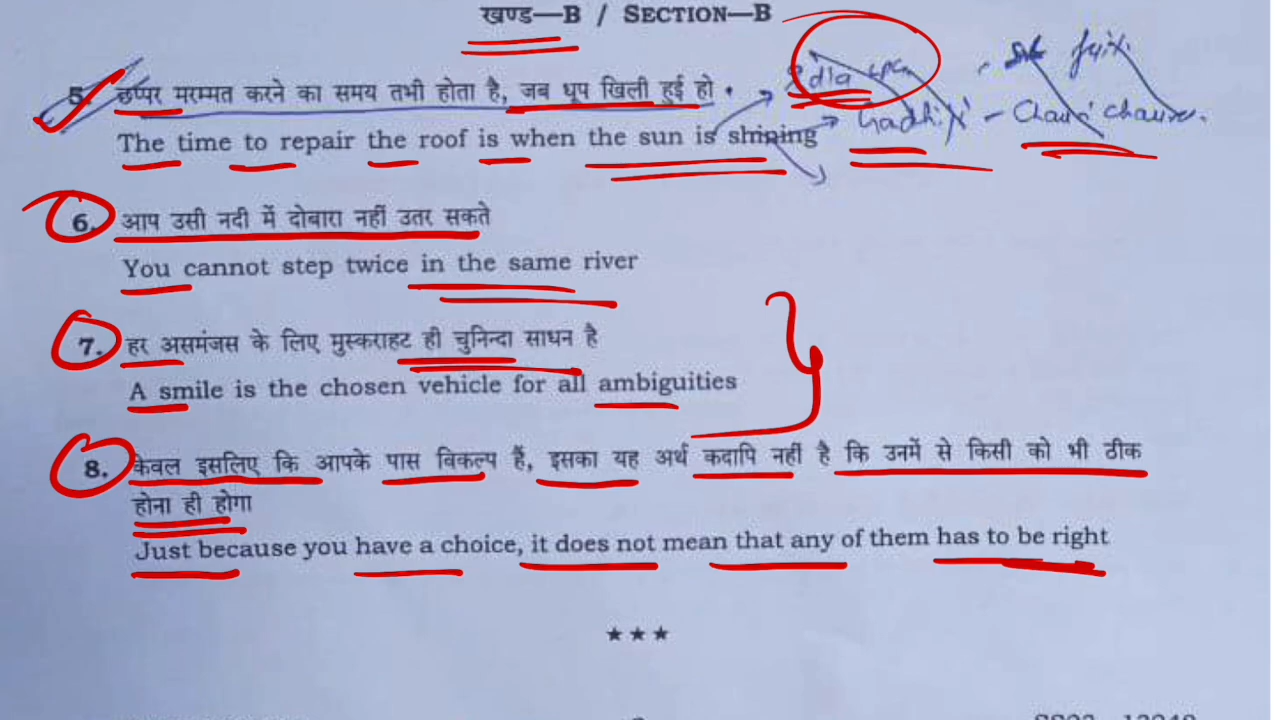 खण्ड—B / SECTION—B
5. छप्पर मरम्मत करने का समय तभी होता है, जब धूप खिली हुई हो
The time to repair the roof is when the sun is shining
6. आप उसी नदी में दोबारा नहीं उतर सकते
You cannot step twice in the same river
7. हर असमंजस के लिए मुस्कराहट ही चुनिन्दा साधन है
A smile is the chosen vehicle for all ambiguities
8. केवल इसलिए कि आपके पास विकल्प हैं, इसका यह अर्थ कदापि नहीं है कि उनमें से किसी को भी ठीक
होना ही होगा
Just because you have a choice, it does not mean that any of them has to be right
★★★